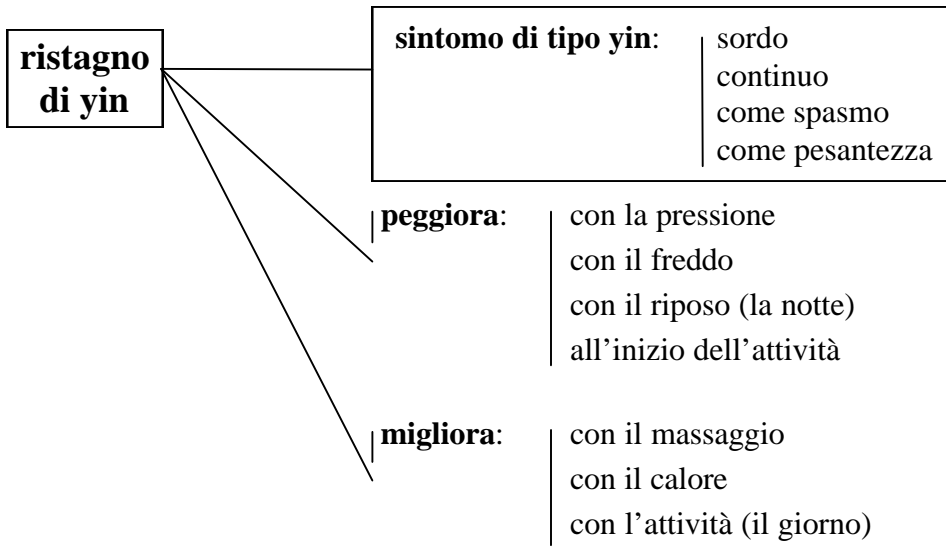 ristagno
di yin
sintomo di tipo yin: sordo
continuo
come spasmo
come pesantezza
peggiora: con la pressione
con il freddo
con il riposo (la notte)
all'inizio dell'attività
migliora: con il massaggio
con il calore
con l'attività (il giorno)